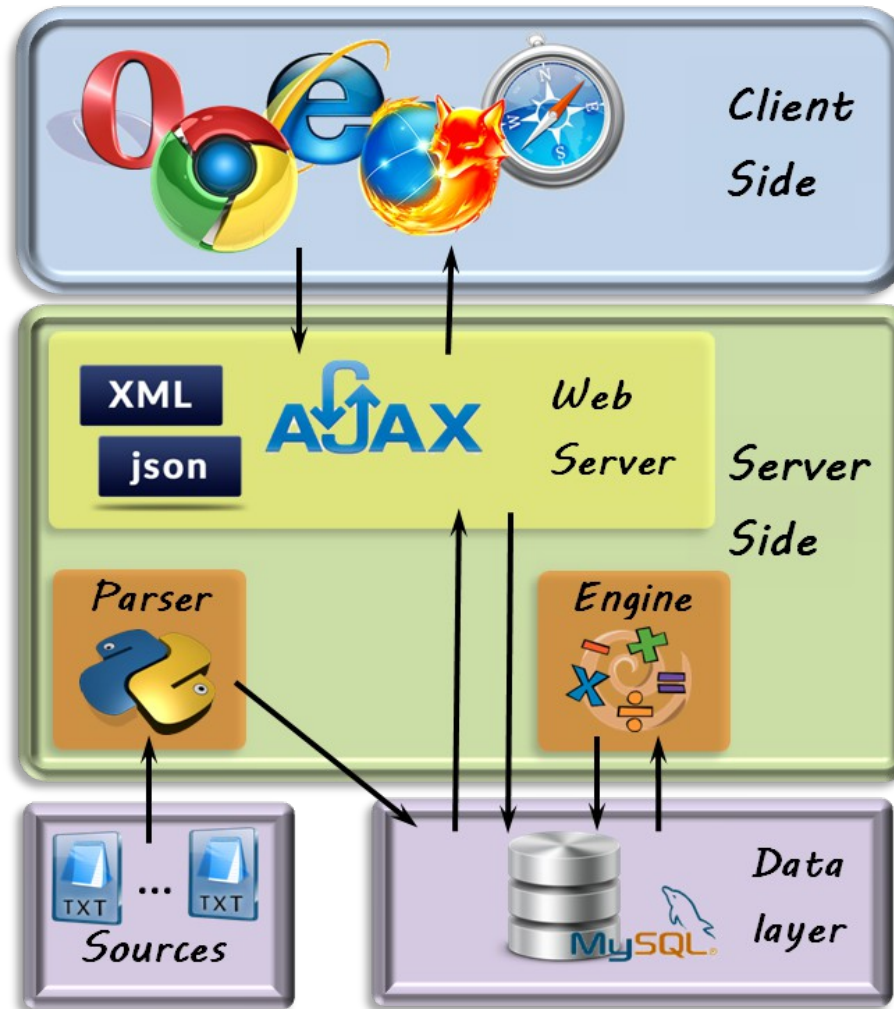 Client
Side
XML
json
AJAX
Web
Server
Server
Side
Parser
Engine
TXT
...
TXT
Sources
MySQL®
Data
layer